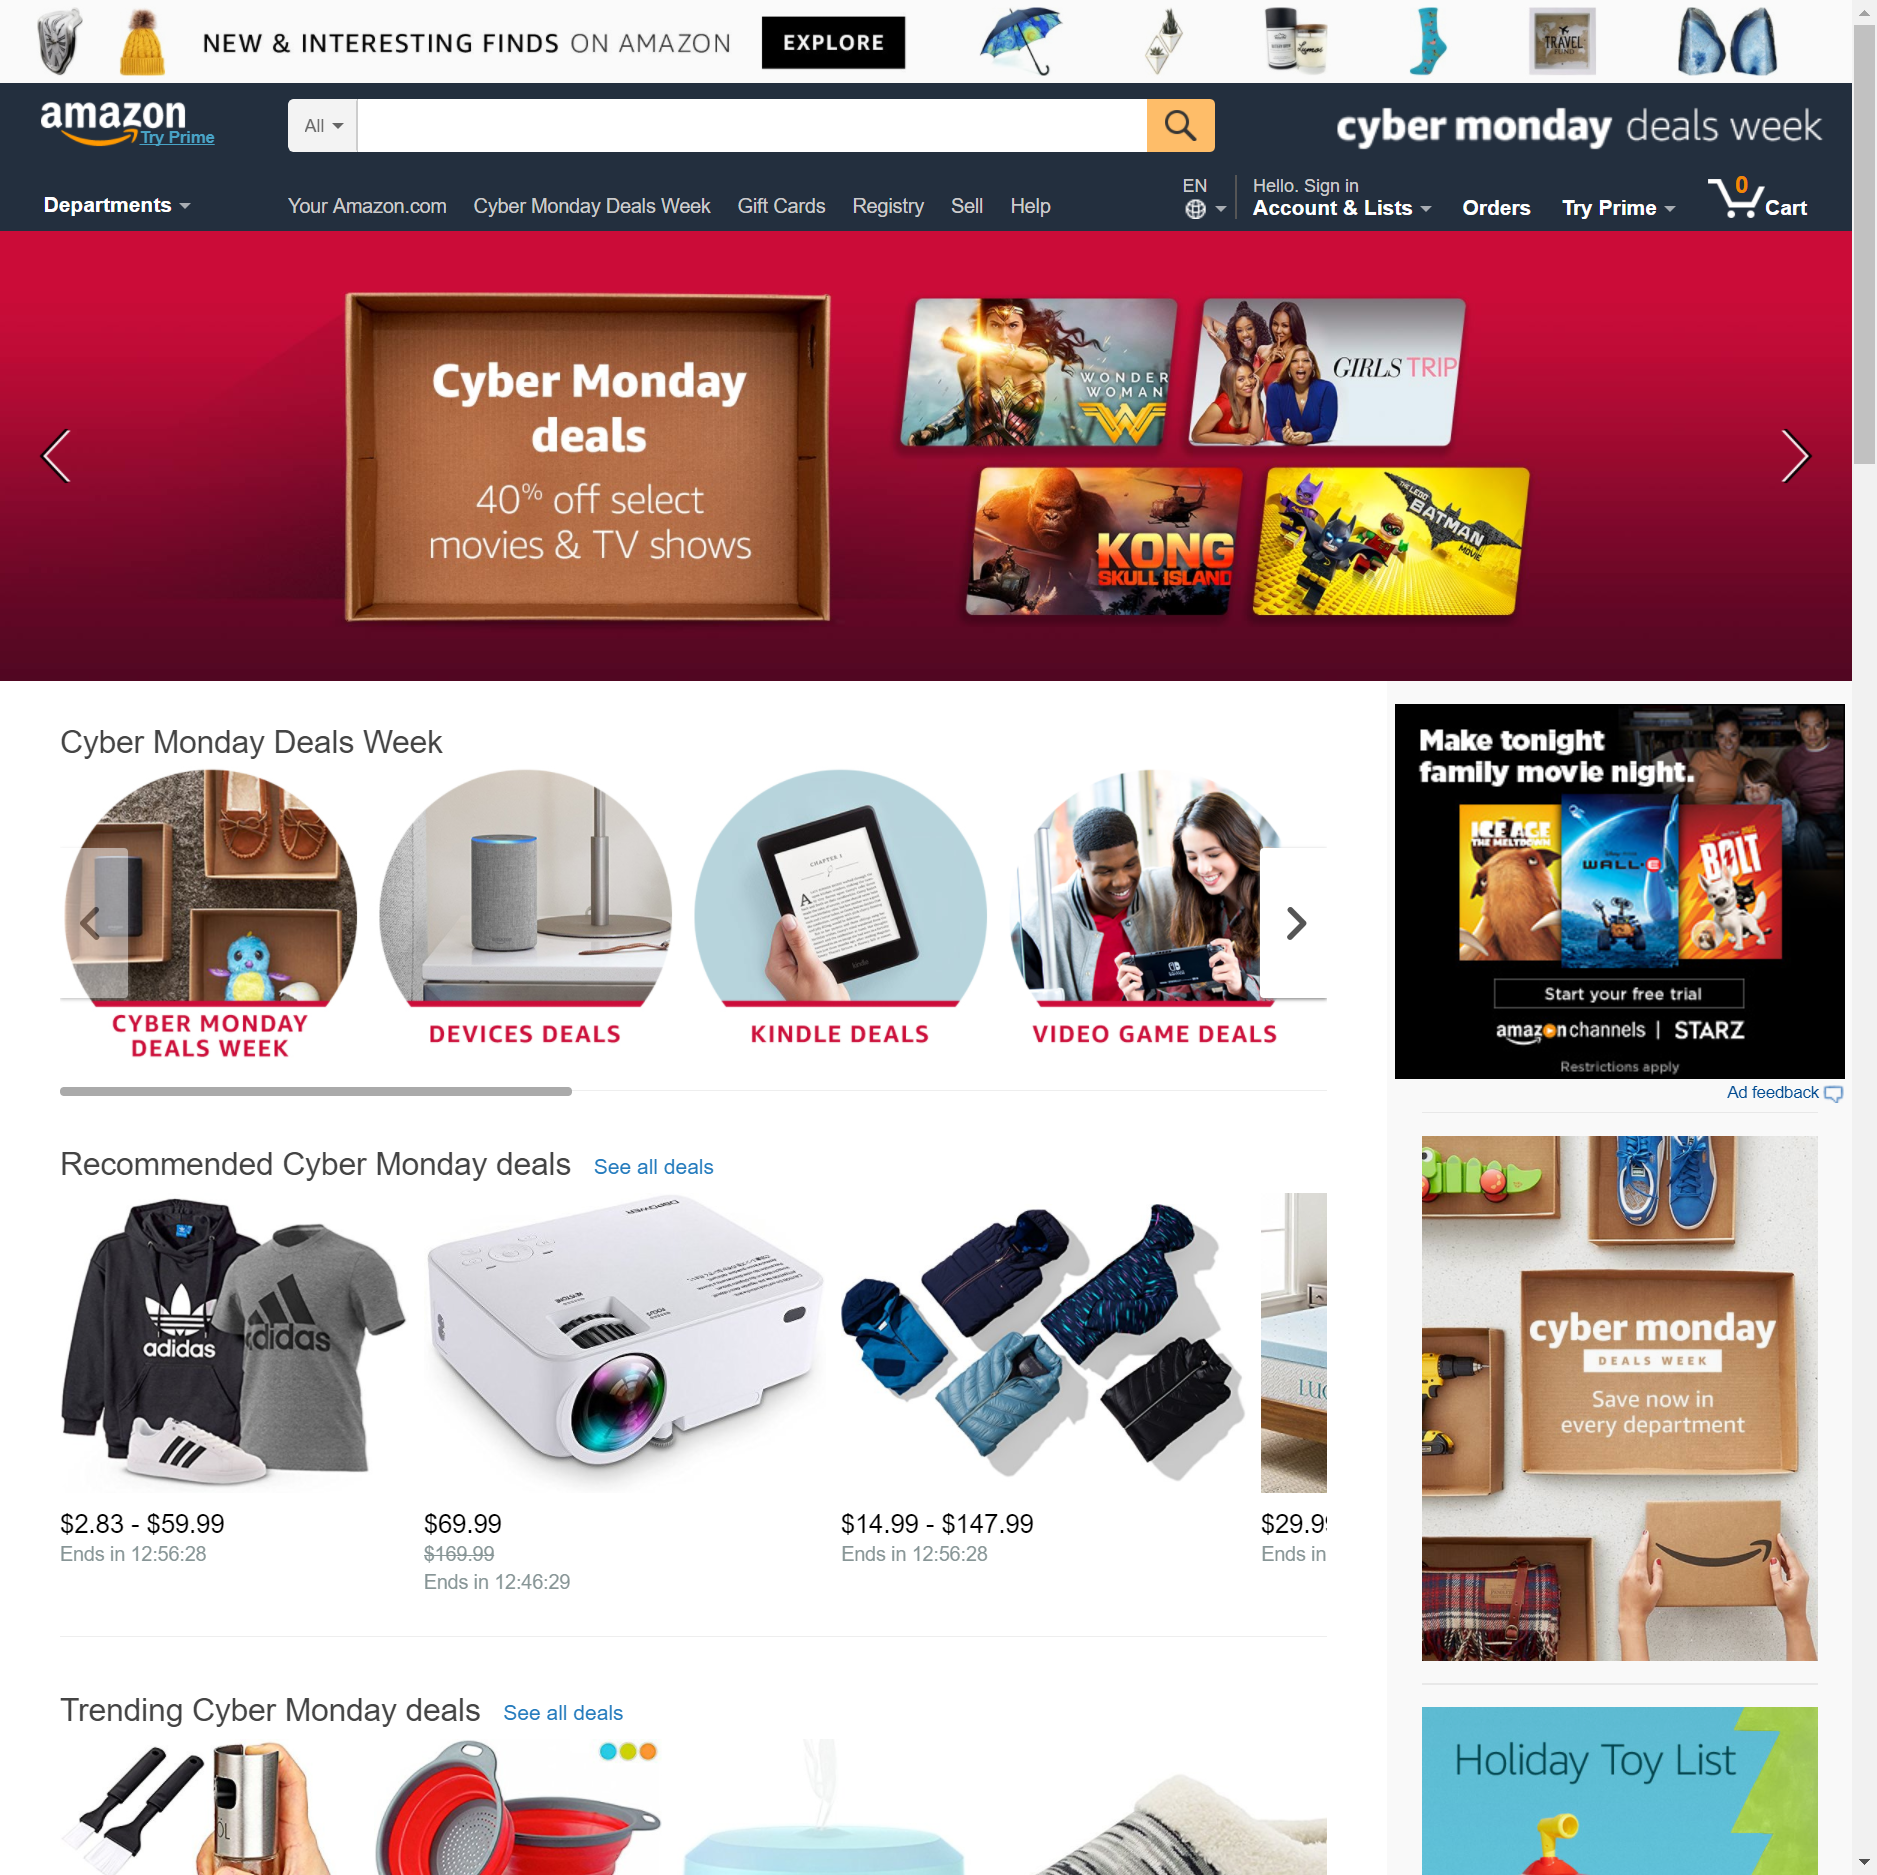 NEW & INTERESTING FINDS ON AMAZON
EXPLORE
TRAVEL
FUND
amazon
Try Prime
All
cyber monday deals week
Departments
Your Amazon.com
Cyber Monday Deals Week
Gift Cards
Registry
Sell
Help
EN
Hello. Sign in
Account & Lists
Orders
Try Prime
0
Cart
Cyber Monday
deals
40% off select
movies & TV shows
WONDER
WOMAN
GIRLS TRIP
KONG
SKULL ISLAND
THE LEGO
BATMAN
MOVIE
Cyber Monday Deals Week
CHAPTER 1
kindle
CYBER MONDAY
DEALS WEEK
DEVICES DEALS
KINDLE DEALS
VIDEO GAME DEALS
Make tonight
family movie night.
ICE AGE
THE MELTDOWN
WALL·E
BOLT
Start your free trial
amazon channels | STARZ
Restrictions apply
Ad feedback
Recommended Cyber Monday deals
See all deals
adidas
adidas
DBPOWER
KEYSTONE
FOCUS
$2.83 - $59.99
Ends in 12:56:28
$69.99
$169.99
Ends in 12:46:29
$14.99 - $147.99
Ends in 12:56:28
$29.9
Ends in
cyber monday
DEALS WEEK
Save now in
every department
Trending Cyber Monday deals
See all deals
Holiday Toy List